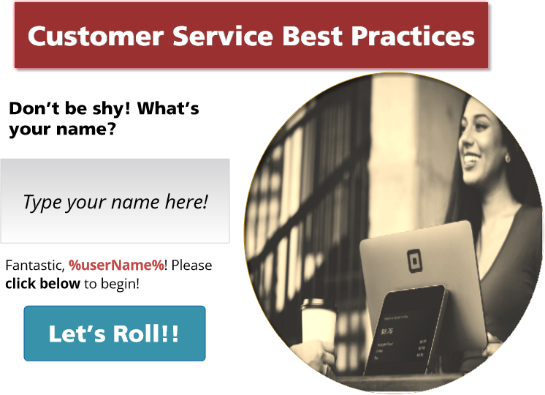 Customer Service Best Practices
Don't be shy! What's
your name?
Type your name here!
Fantastic, %userName%! Please
click below to begin!
Let's Roll!!